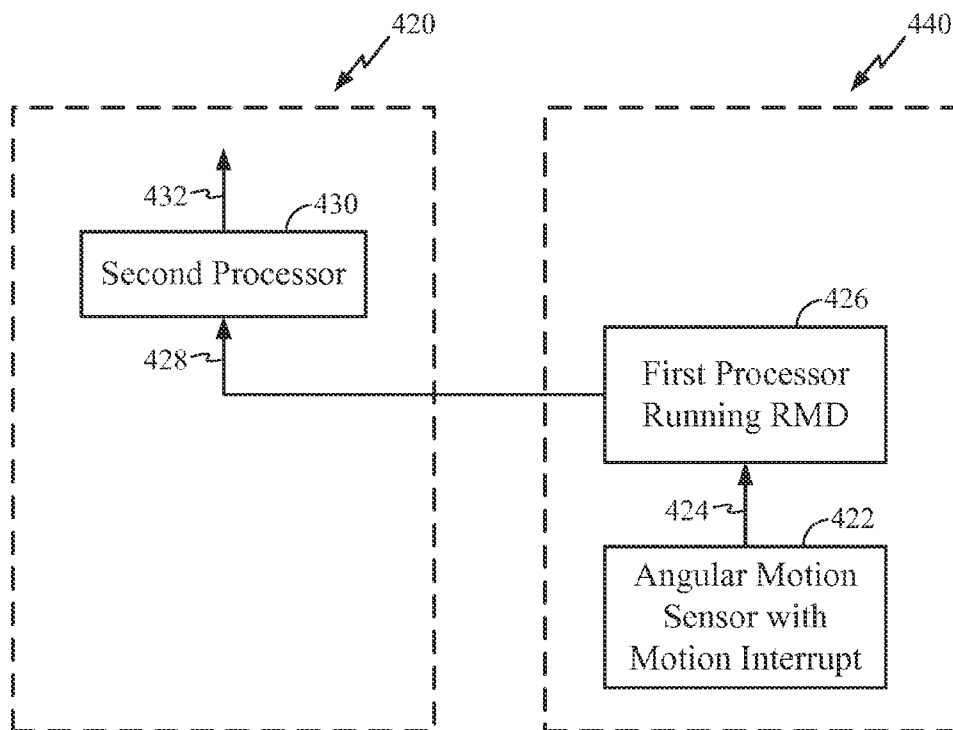 420
440
432
430
Second Processor
428
426
First Processor
Running RMD
424
422
Angular Motion
Sensor with
Motion Interrupt